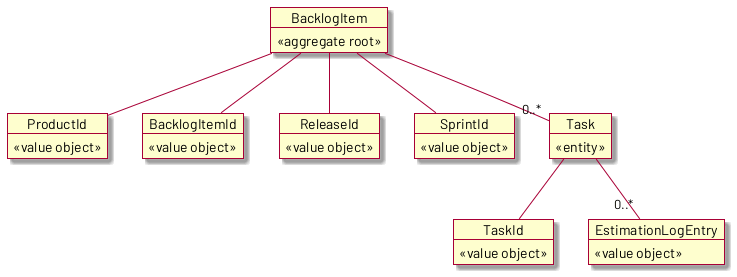 BacklogItem
«aggregate root»
0..*
ProductId
«value object»
BacklogItemId
«value object»
ReleaseId
«value object»
SprintId
«value object»
Task
«entity»
0..*
TaskId
«value object»
EstimationLogEntry
«value object»